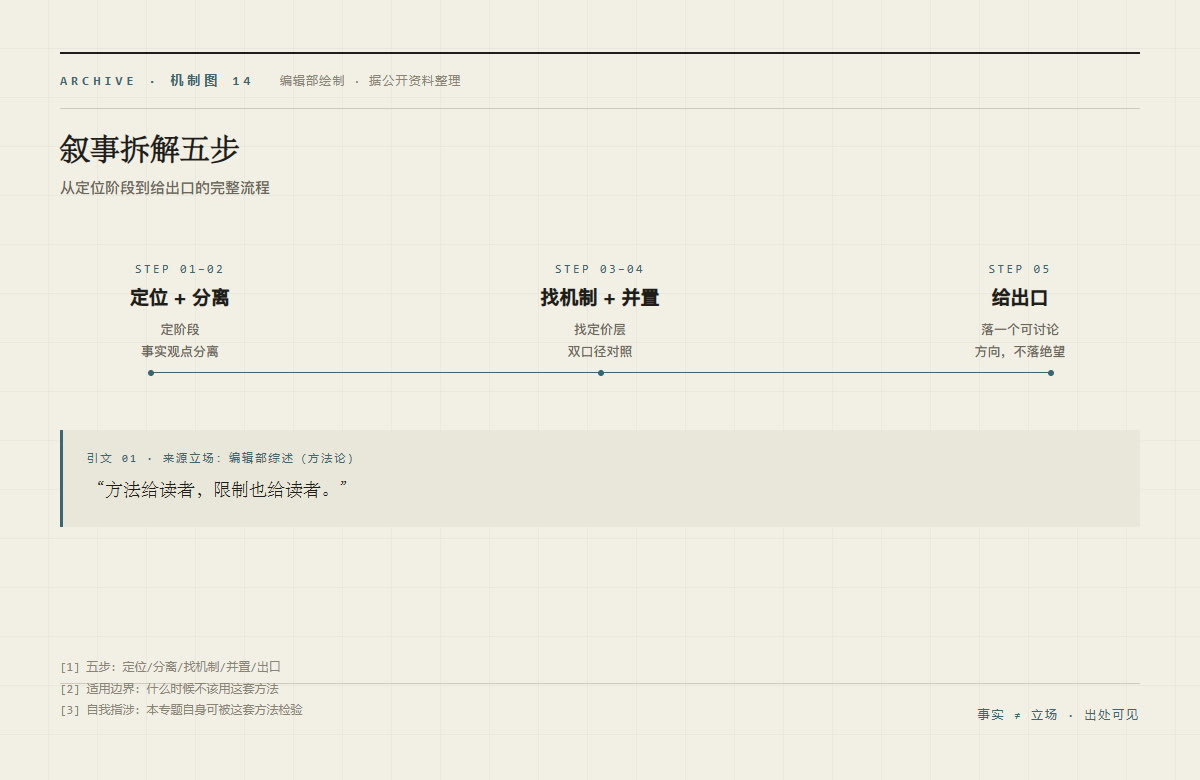 ARCHIVE · 机制图 14 编辑部绘制 · 据公开资料整理
叙事拆解五步
从定位阶段到给出口的完整流程
STEP 01–02
定位 + 分离
定阶段
事实观点分离
STEP 03–04
找机制 + 并置
找定价层
双口径对照
STEP 05
给出口
落一个可讨论
方向，不落绝望
引文 01 · 来源立场：编辑部综述（方法论）
“方法给读者，限制也给读者。”
[1] 五步：定位/分离/找机制/并置/出口
[2] 适用边界：什么时候不该用这套方法
[3] 自我指涉：本专题自身可被这套方法检验
事实 ≠ 立场 · 出处可见